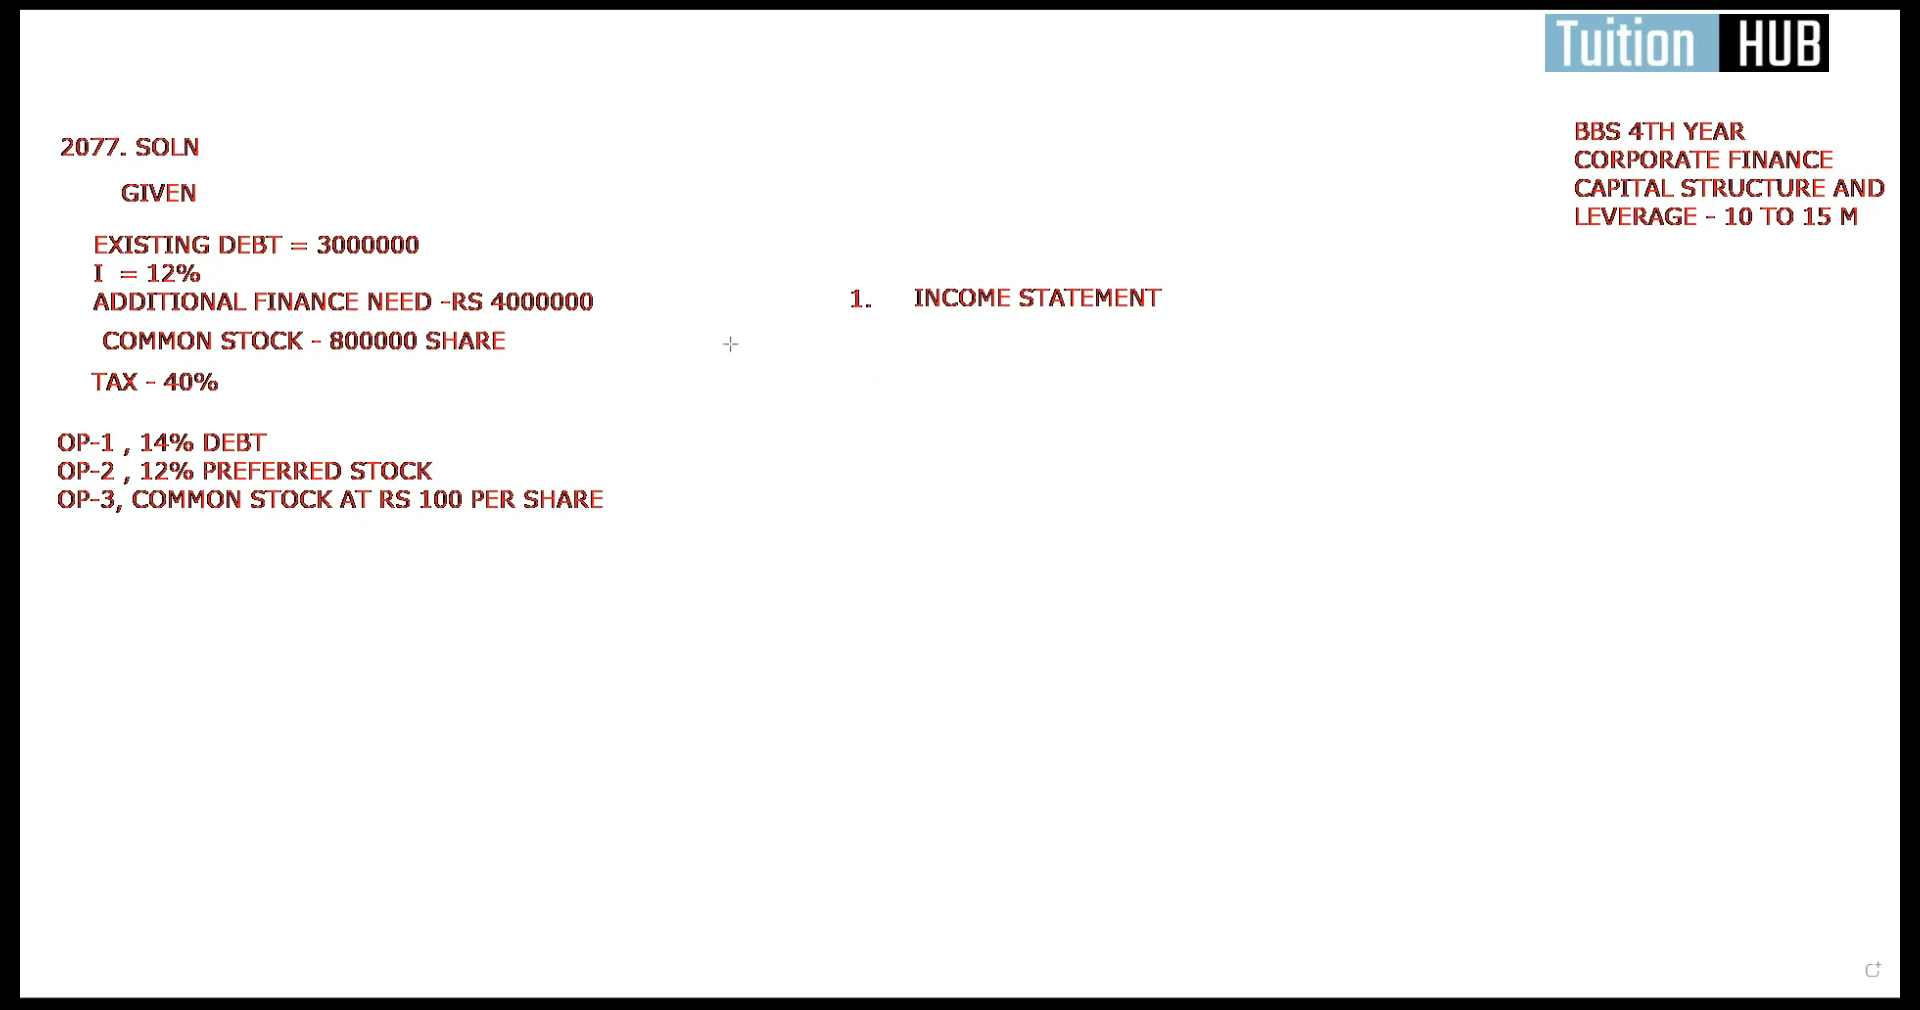 Tuition HUB
BBS 4TH YEAR
CORPORATE FINANCE
CAPITAL STRUCTURE AND
LEVERAGE - 10 TO 15 M
2077. SOLN
GIVEN
EXISTING DEBT = 3000000
I = 12%
ADDITIONAL FINANCE NEED -RS 4000000
COMMON STOCK - 800000 SHARE
TAX - 40%
OP-1 , 14% DEBT
OP-2 , 12% PREFERRED STOCK
OP-3, COMMON STOCK AT RS 100 PER SHARE
1. INCOME STATEMENT